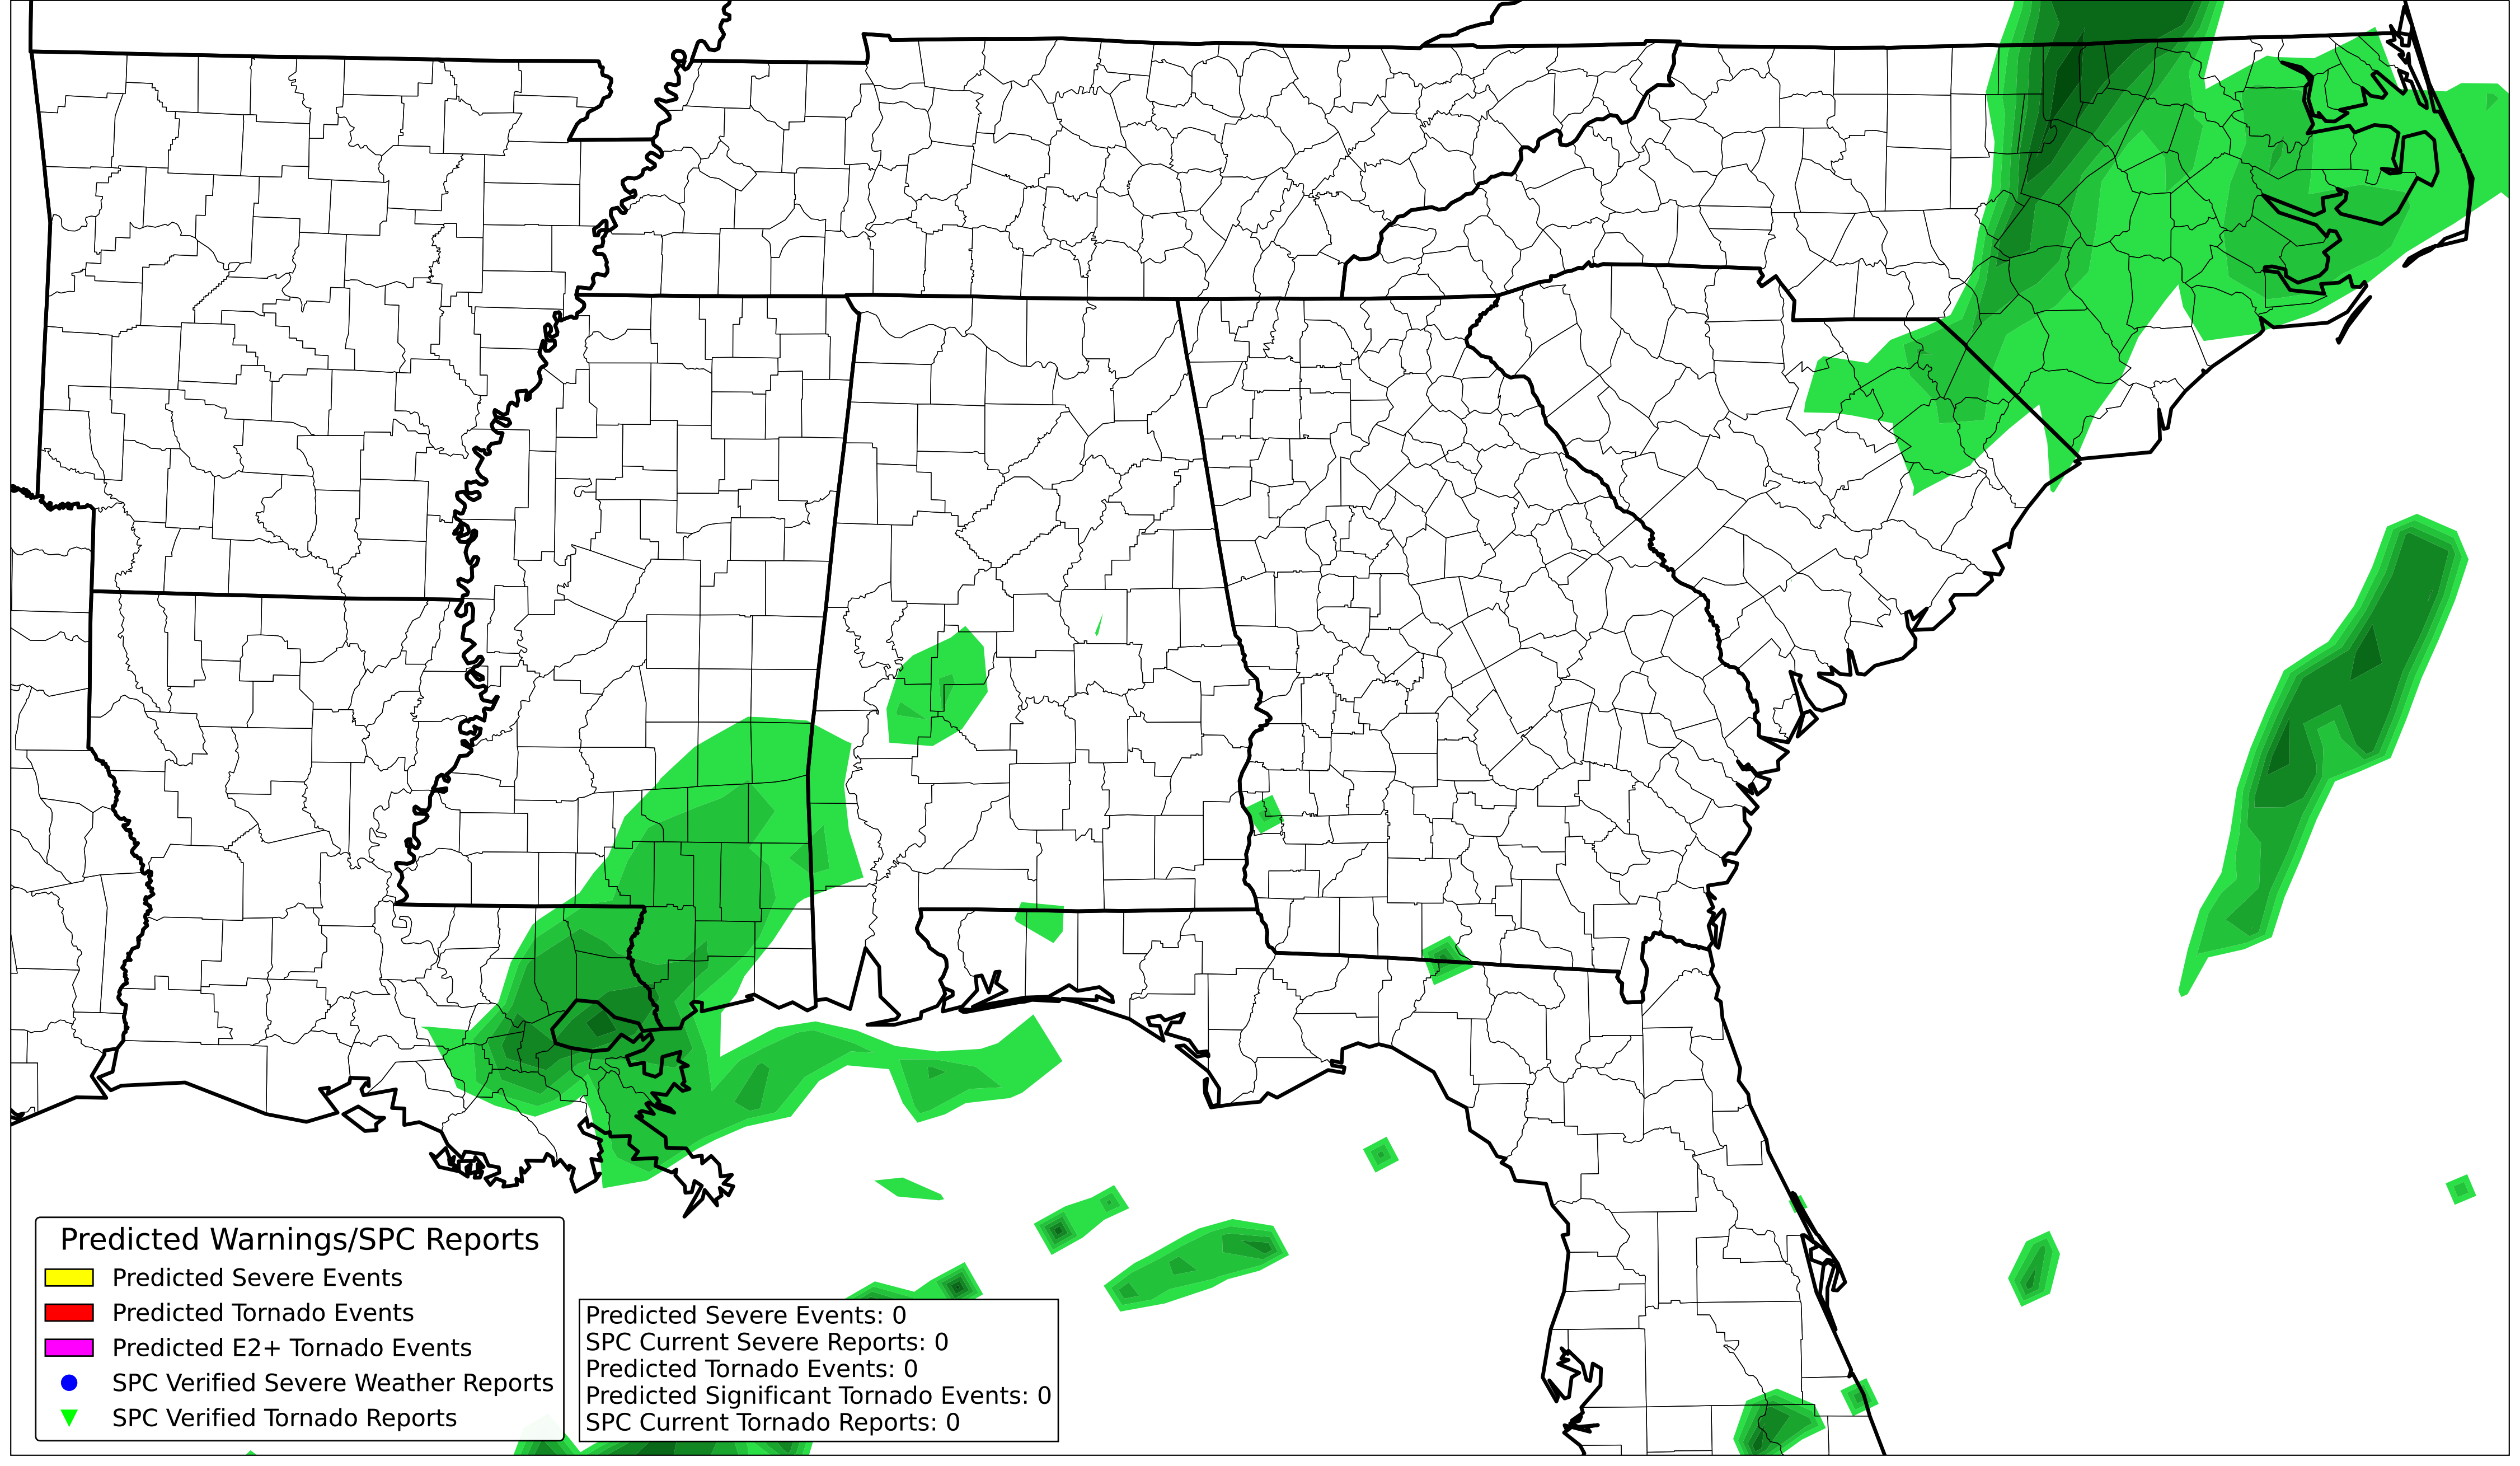 Predicted Warnings/SPC Reports
Predicted Severe Events
Predicted Tornado Events
Predicted E2+ Tornado Events
SPC Verified Severe Weather Reports
SPC Verified Tornado Reports
Predicted Severe Events: 0
SPC Current Severe Reports: 0
Predicted Tornado Events: 0
Predicted Significant Tornado Events: 0
SPC Current Tornado Reports: 0